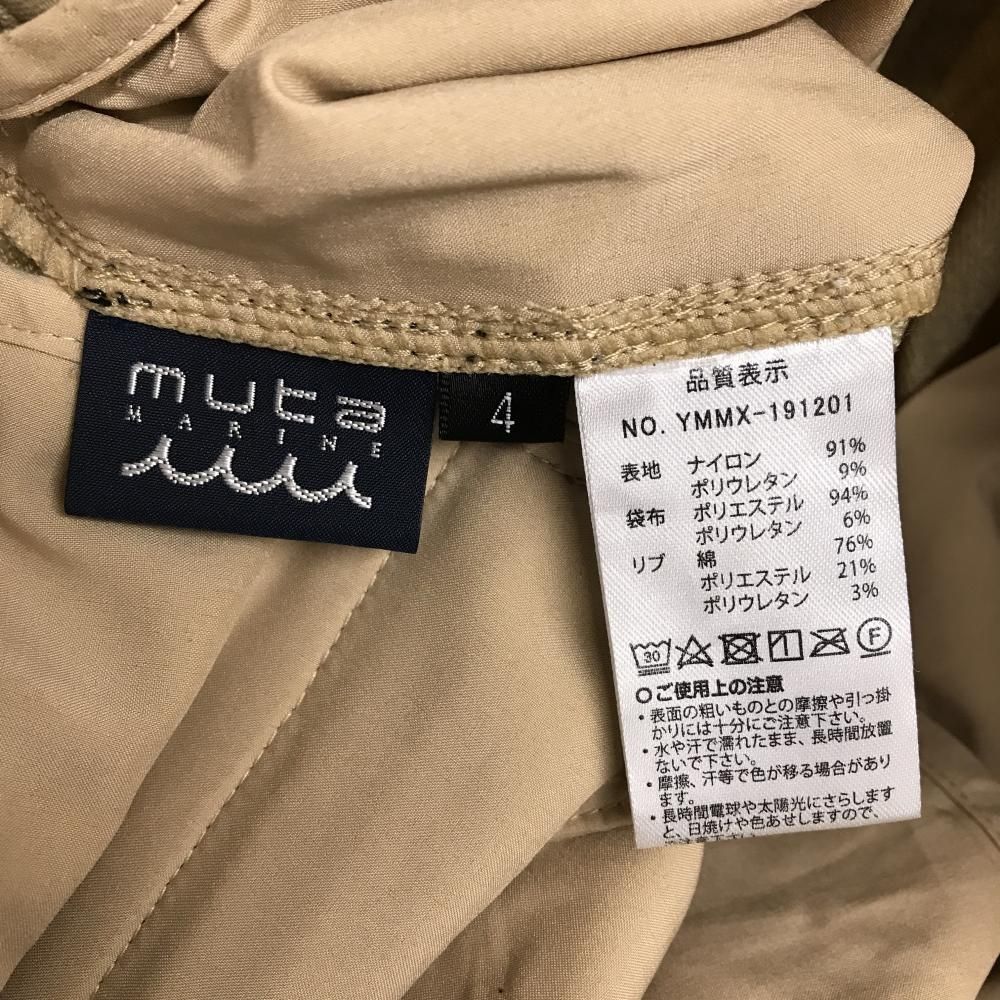 muta
MARINE
4
品質表示
NO. YMMX-191201
表地 ナイロン 91%
ポリウレタン 9%
袋布 ポリエステル 94%
ポリウレタン 6%
リブ 綿 76%
ポリエステル 21%
ポリウレタン 3%
30 F
○ご使用上の注意
・表面の粗いものとの摩擦や引っ掛
かりには十分にご注意下さい。
・水や汗で濡れたまま、長時間放置
ないで下さい。
・摩擦、汗等で色が移る場合があり
ます。
・長時間電球や太陽光にさらします
と、日焼けや色あせしますので、